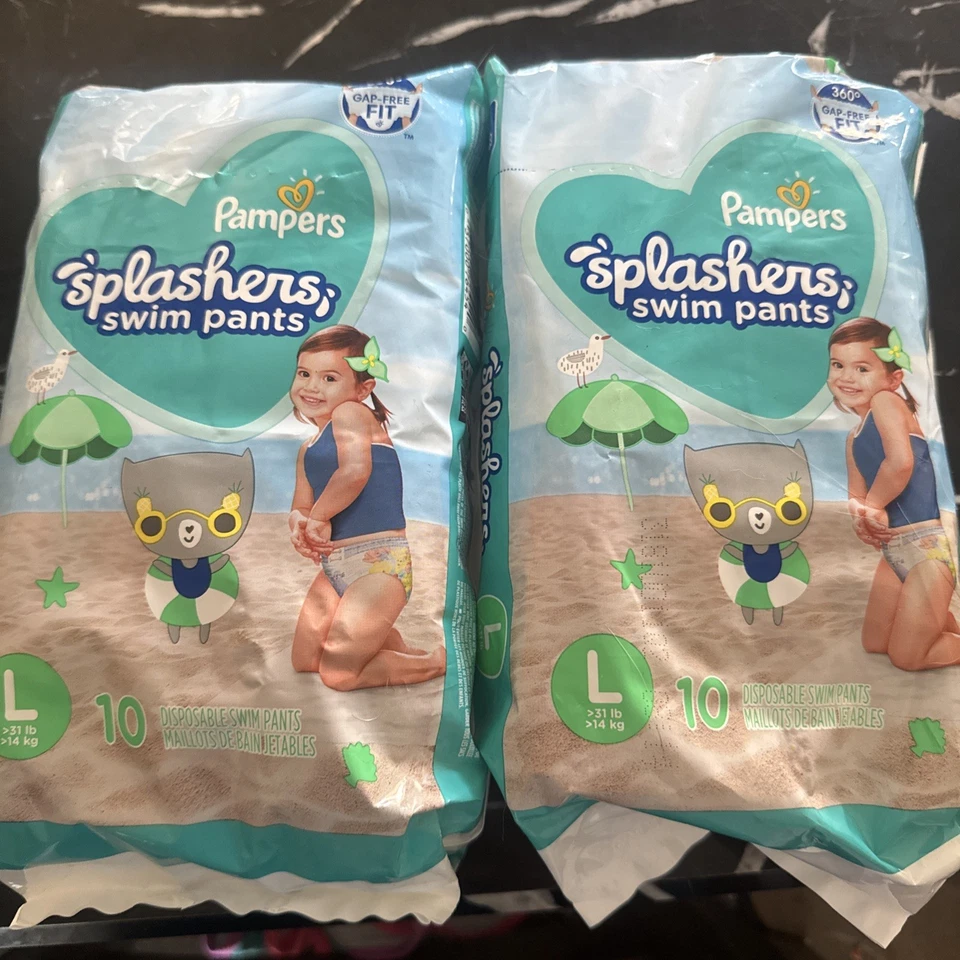 GAP-FREE
FIT
TM
Pampers
splashers
swim pants
L
>31 lb
>14 kg
10
DISPOSABLE SWIM PANTS
MAILLOTS DE BAIN JETABLES
360°
GAP-FREE
FIT
Pampers
splashers
swim pants
splashers
L
L
>31 lb
>14 kg
10
DISPOSABLE SWIM PANTS
MAILLOTS DE BAIN JETABLES